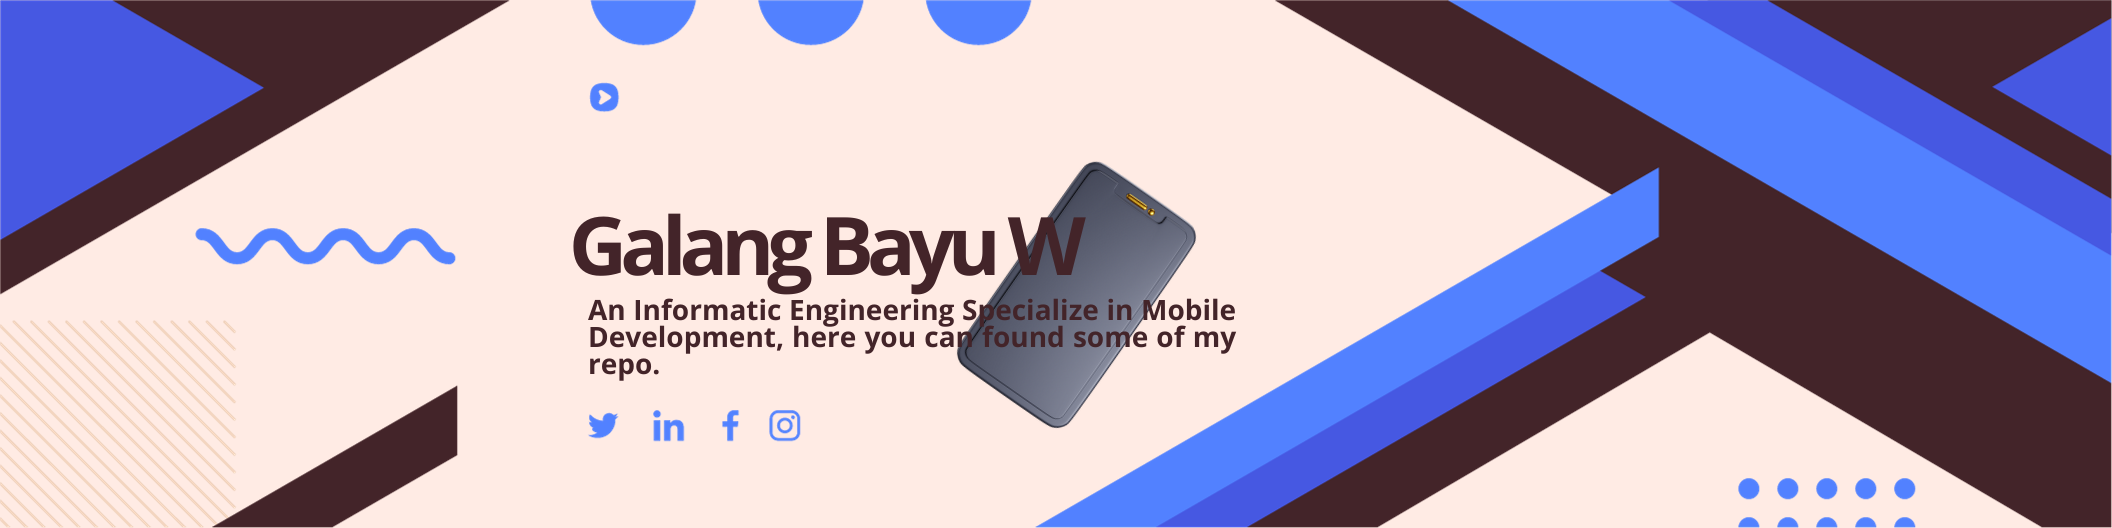 Galang Bayu W
An Informatic Engineering Specialize in Mobile
Development, here you can found some of my
repo.